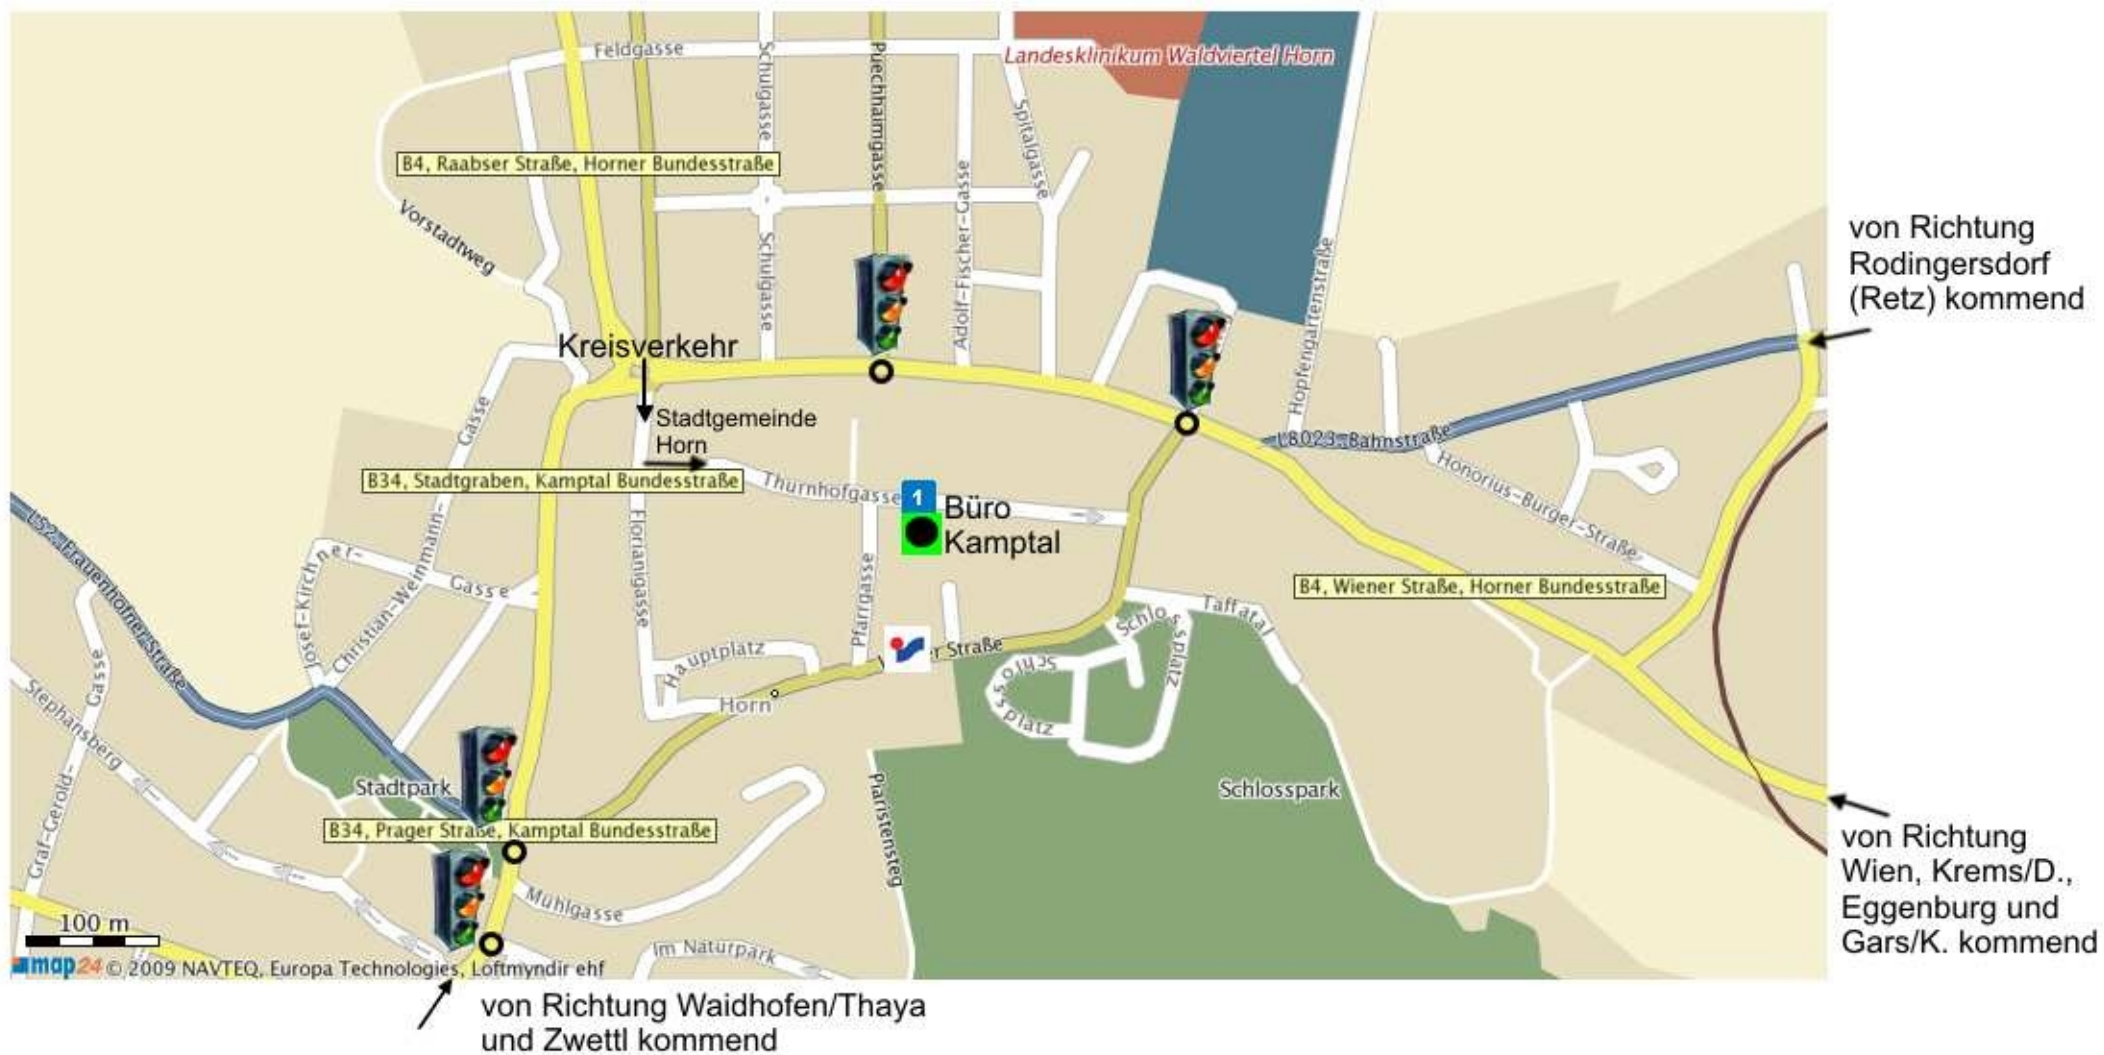 Feldgasse
Schulgasse
Puechhaimgasse
Landesklinikum Waldviertel Horn
Spitalgasse
B4, Raabser Straße, Horner Bundesstraße
Adolf-Fischer-Gasse
Vorstadtweg
Schulgasse
Hopfengartenstraße
von Richtung
Rodingersdorf
(Retz) kommend
Kreisverkehr
Stadtgemeinde
Horn
Gasse
L8023, Bahnstraße
B34, Stadtgraben, Kamptal Bundesstraße
Thurnhofgasse
1
Büro
Kamptal
Honorius-Burger-Straße
L52, Frauenhofner Straße
Josef-Kirchner-
Gasse
Christian-Weinmann-
Florianigasse
Pfarrgasse
B4, Wiener Straße, Horner Bundesstraße
Taffatal
Schlossplatz
Schlossplatz
r Straße
Hauptplatz
Horn
Gasse
Stephansberg
Graf-Gerold-
Stadtpark
Schlosspark
B34, Prager Straße, Kamptal Bundesstraße
Piaristensteg
Mühlgasse
Im Naturpark
von Richtung
Wien, Krems/D.,
Eggenburg und
Gars/K. kommend
100 m
map24 © 2009 NAVTEQ, Europa Technologies, Loftmyndir ehf
von Richtung Waidhofen/Thaya
und Zwettl kommend